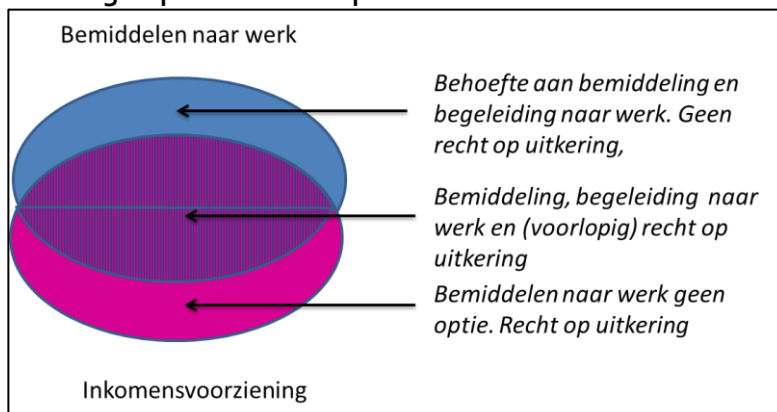 Bemiddelen naar werk
Behoefte aan bemiddeling en
begeleiding naar werk. Geen
recht op uitkering,
Bemiddeling, begeleiding naar
werk en (voorlopig) recht op
uitkering
Bemiddelen naar werk geen
optie. Recht op uitkering
Inkomensvoorziening